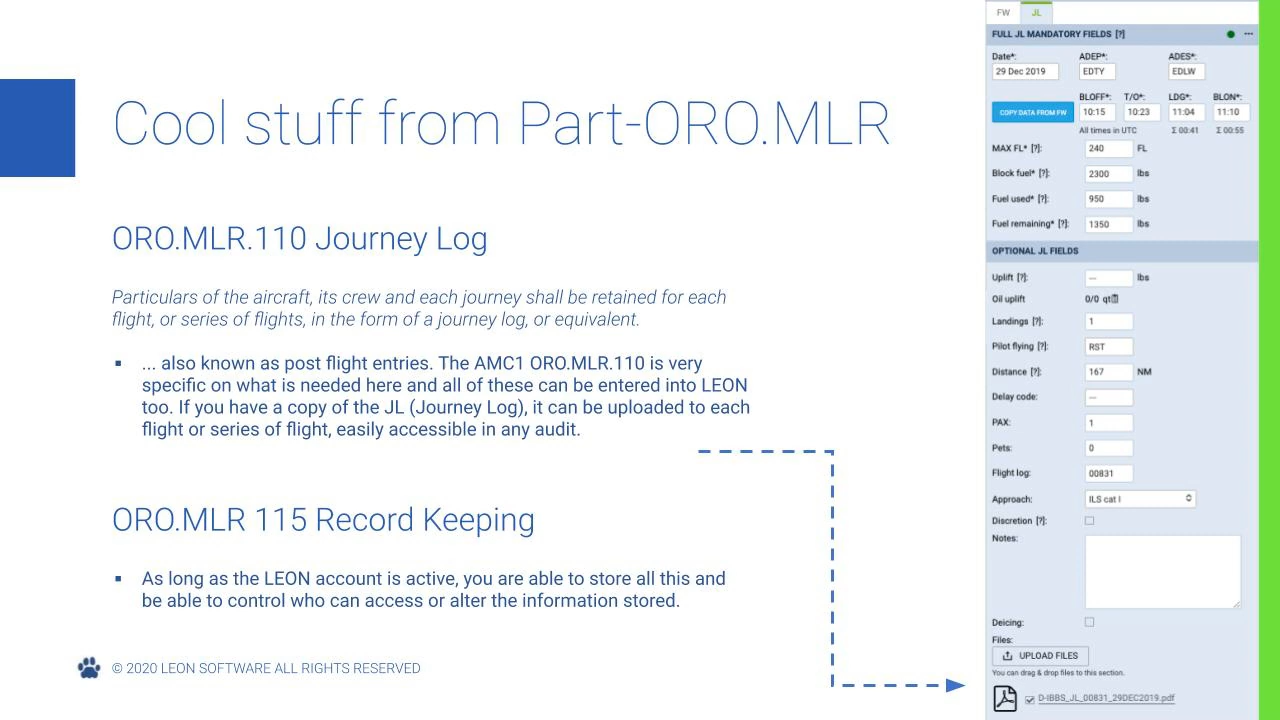 Cool stuff from Part-ORO.MLR
ORO.MLR.110 Journey Log
Particulars of the aircraft, its crew and each journey shall be retained for each
flight, or series of flights, in the form of a journey log, or equivalent.
▪ ... also known as post flight entries. The AMC1 ORO.MLR.110 is very
specific on what is needed here and all of these can be entered into LEON
too. If you have a copy of the JL (Journey Log), it can be uploaded to each
flight or series of flight, easily accessible in any audit.
ORO.MLR 115 Record Keeping
▪ As long as the LEON account is active, you are able to store all this and
be able to control who can access or alter the information stored.
© 2020 LEON SOFTWARE ALL RIGHTS RESERVED
FW JL
FULL JL MANDATORY FIELDS [?] ...
Date*: ADEP*: ADES*:
29 Dec 2019 EDTY EDLW
BLOFF*: T/O*: LDG*: BLON*:
COPY DATA FROM FW 10:15 10:23 11:04 11:10
All times in UTC Σ 00:41 Σ 00:55
MAX FL* [?]: 240 FL
Block fuel* [?]: 2300 lbs
Fuel used* [?]: 950 lbs
Fuel remaining* [?]: 1350 lbs
OPTIONAL JL FIELDS
Uplift [?]: --- lbs
Oil uplift 0/0 qt
Landings [?]: 1
Pilot flying [?]: RST
Distance [?]: 167 NM
Delay code: ---
PAX: 1
Pets: 0
Flight log: 00831
Approach: ILS cat I
Discretion [?]:
Notes:
Deicing:
Files:
UPLOAD FILES
You can drag & drop files to this section.
D-IBBS_JL_00831_29DEC2019.pdf